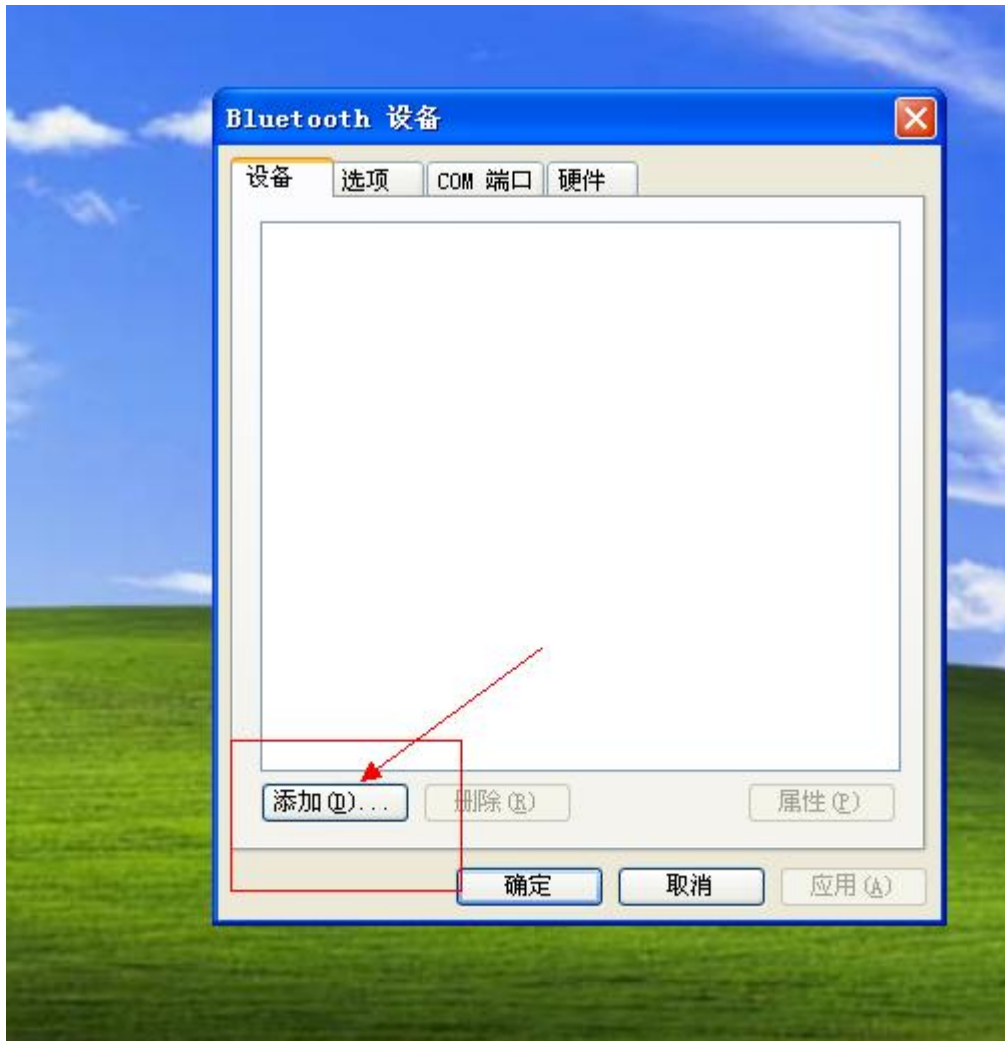 Bluetooth 设备
设备 选项 COM 端口 硬件
添加(D)... 删除(R) 属性(P)
确定 取消 应用(A)